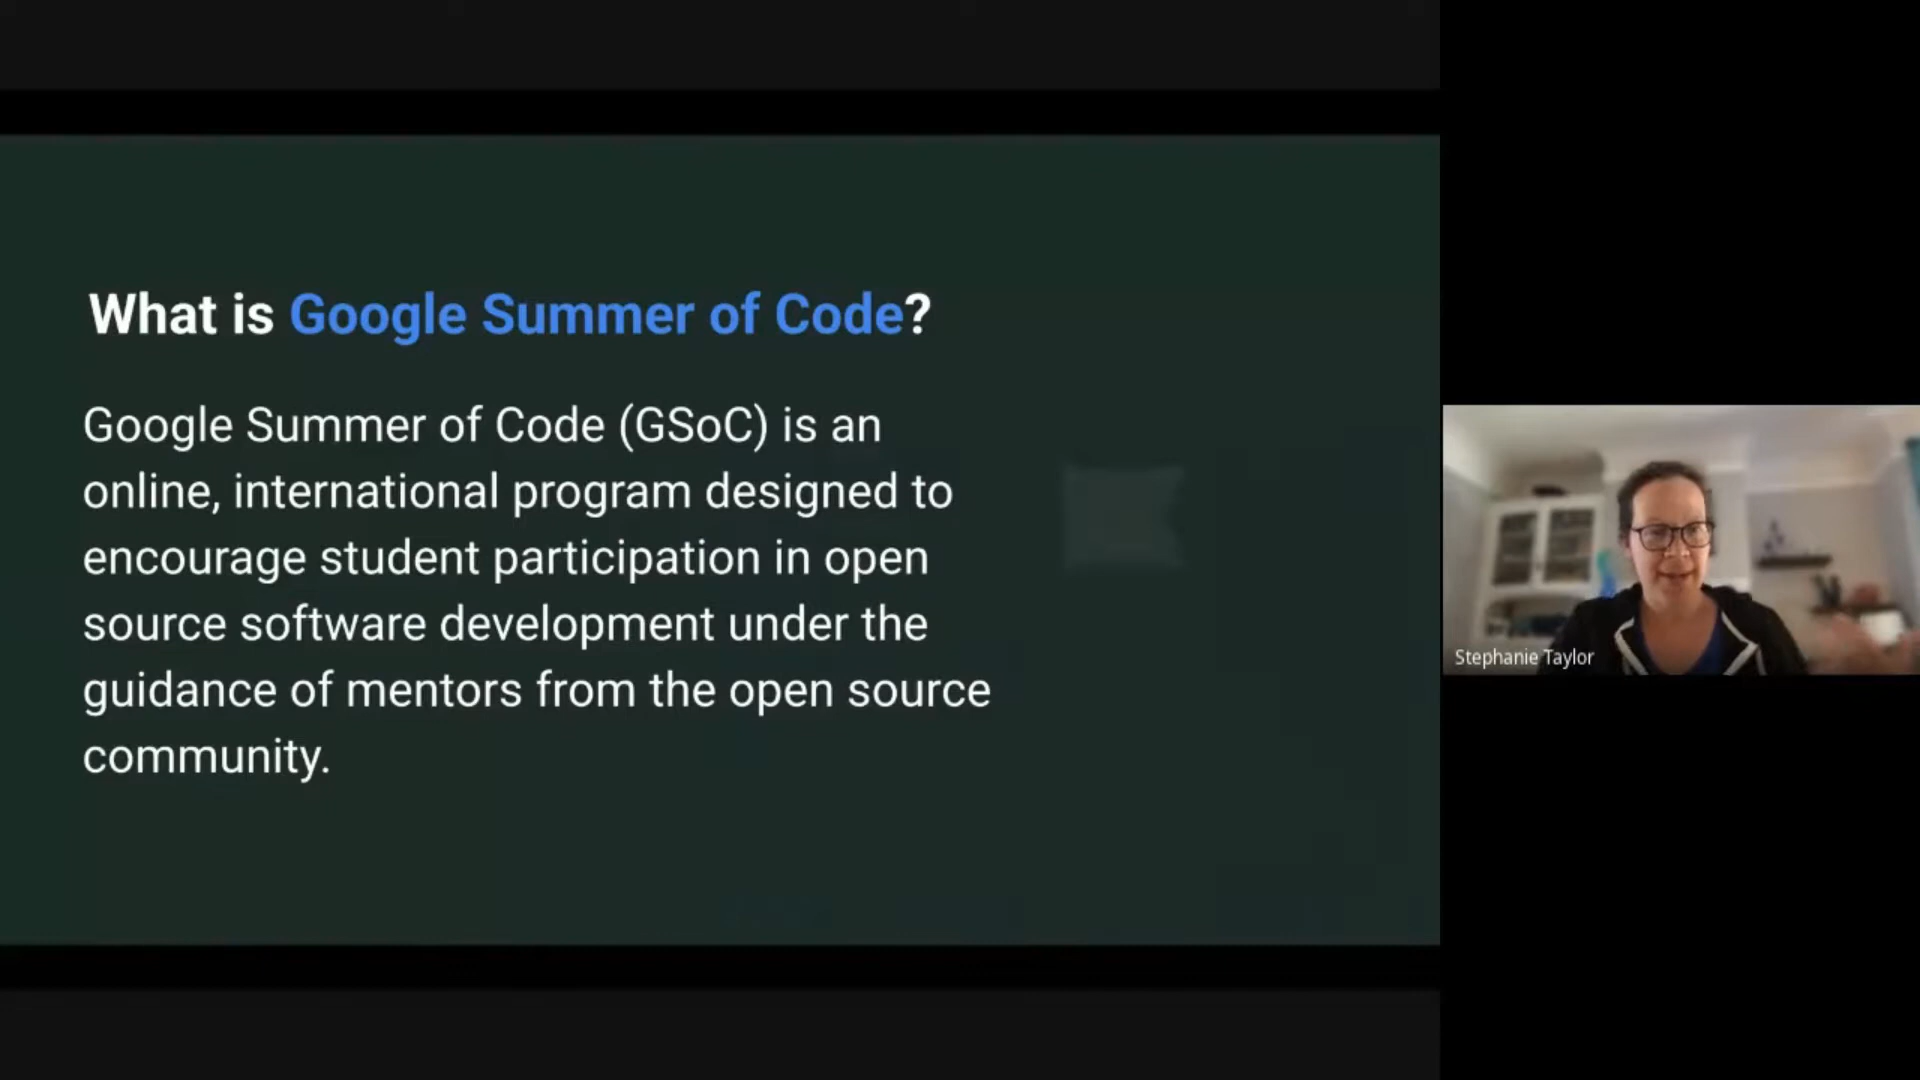 What is Google Summer of Code?
Google Summer of Code (GSoC) is an
online, international program designed to
encourage student participation in open
source software development under the
guidance of mentors from the open source
community.
Stephanie Taylor